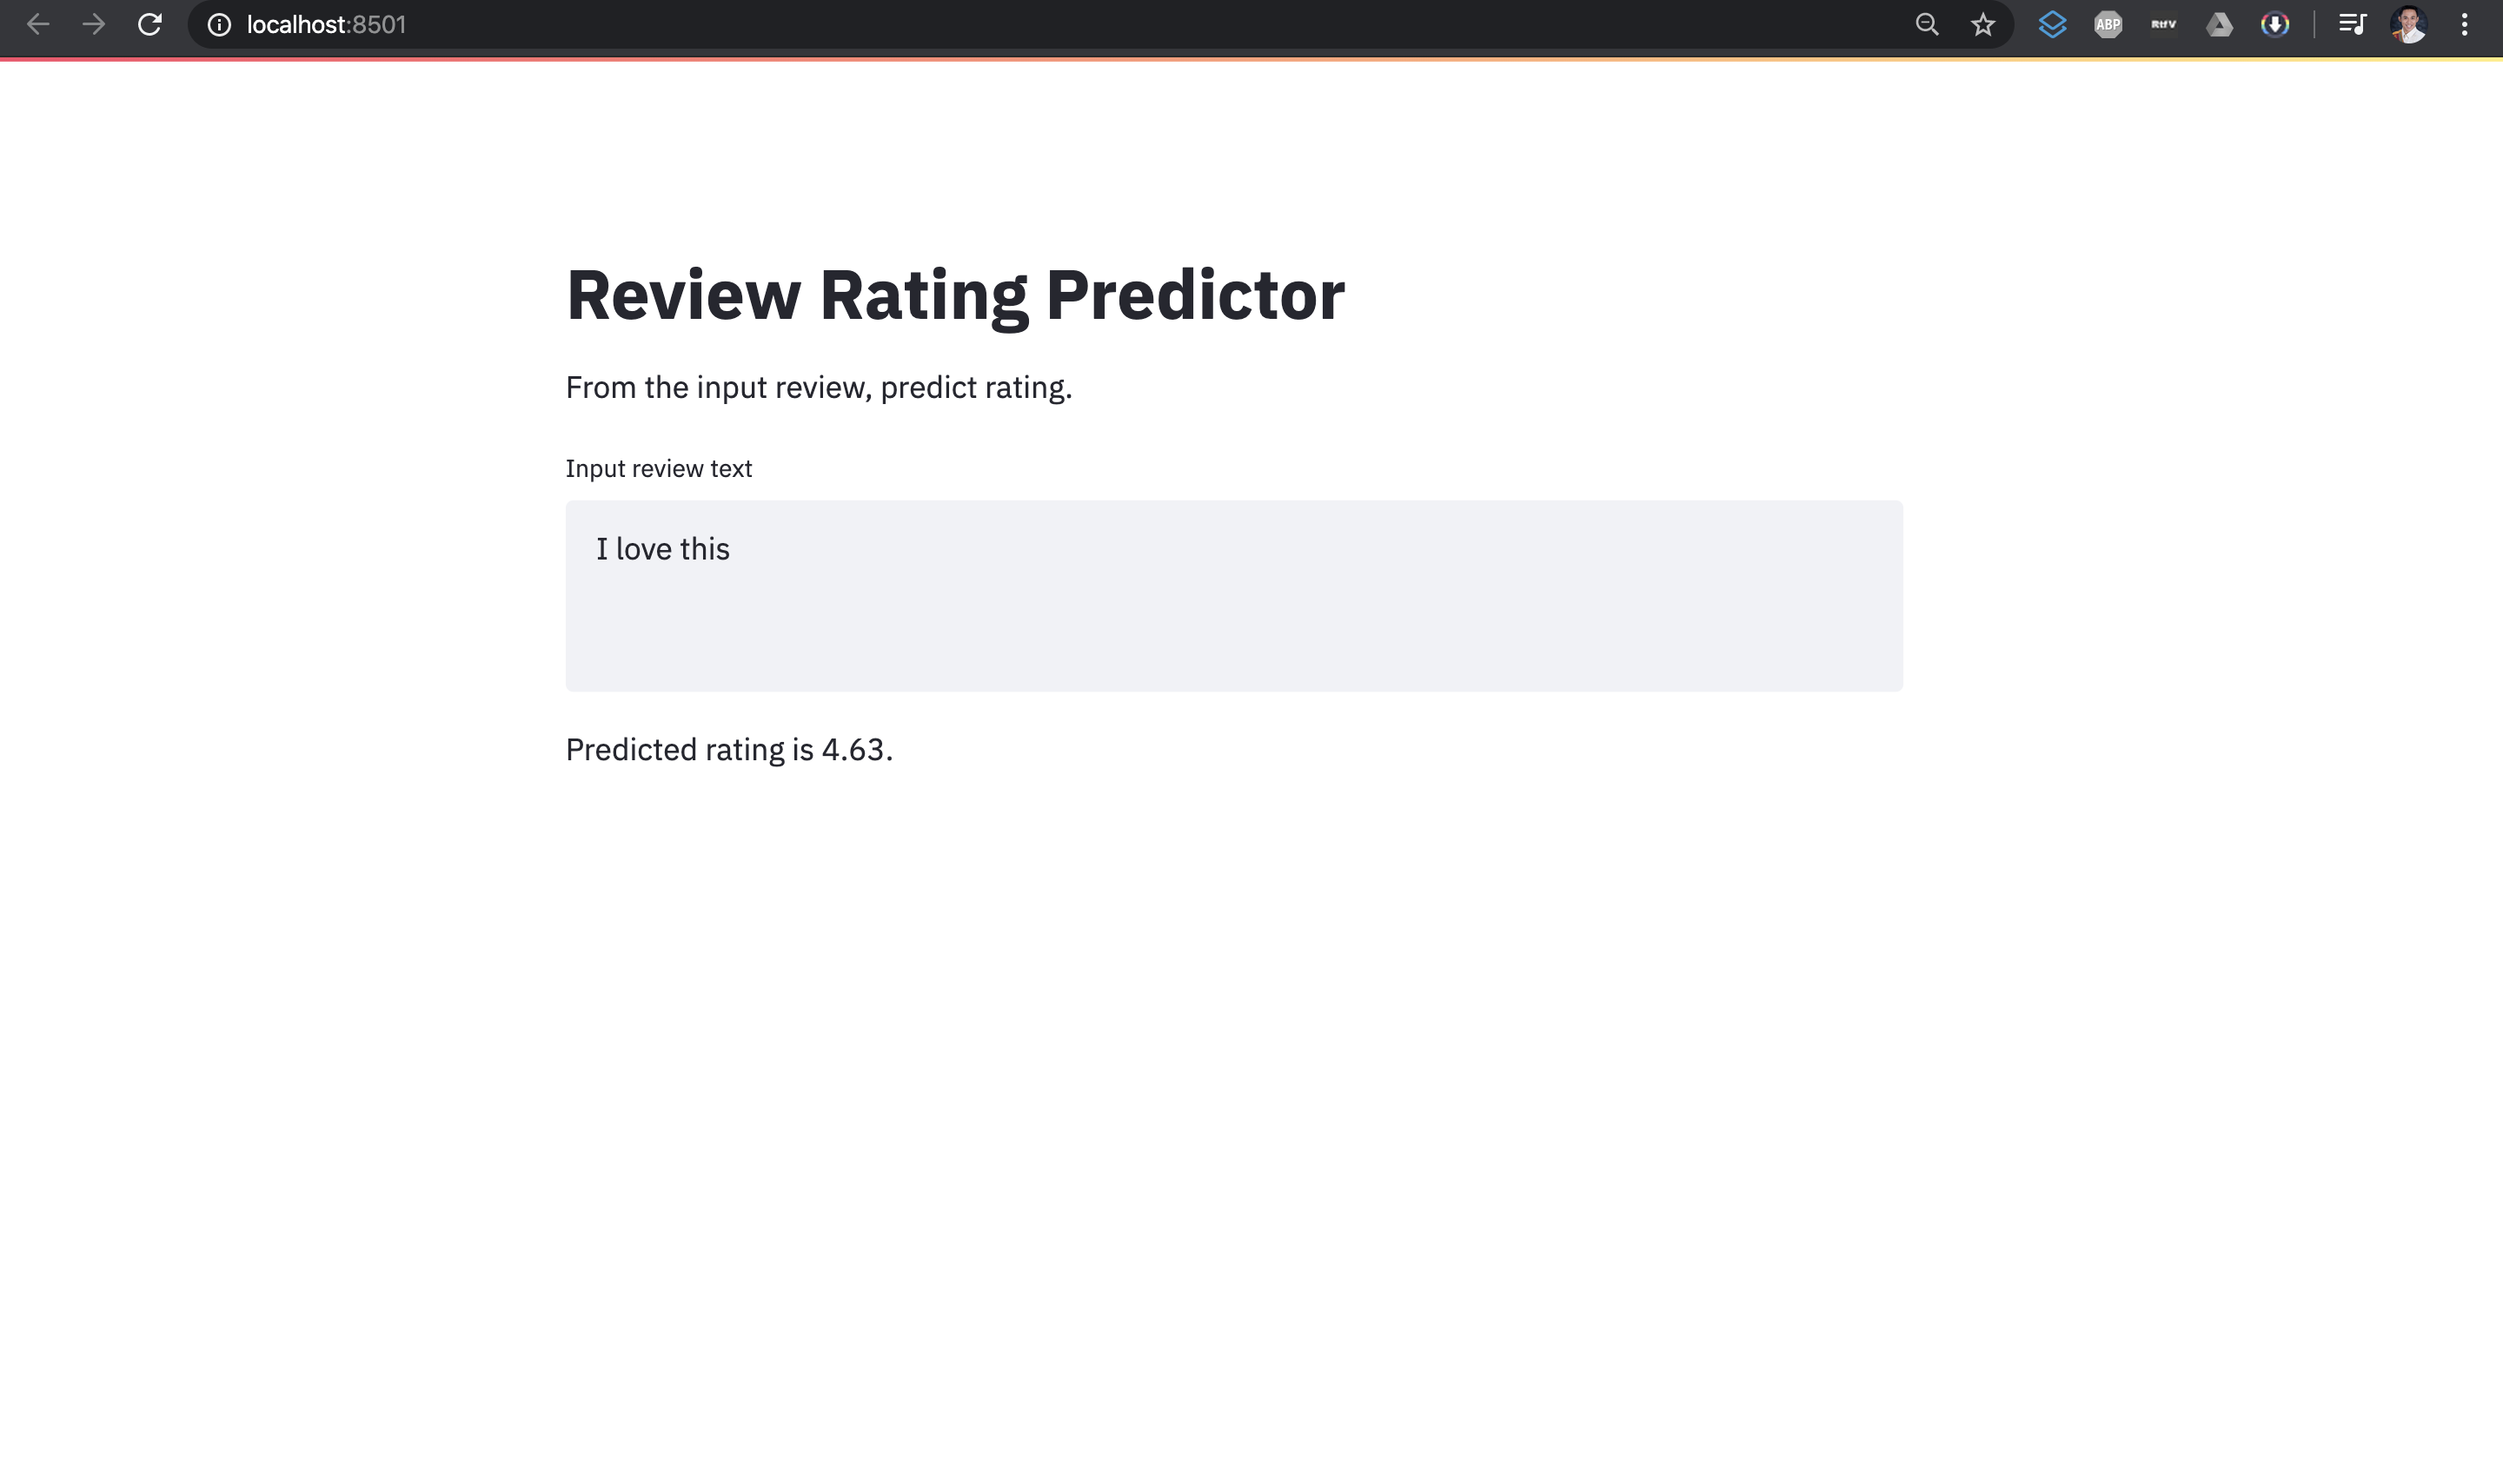 localhost:8501
ABP
RtfV
Review Rating Predictor
From the input review, predict rating.
Input review text
I love this
Predicted rating is 4.63.